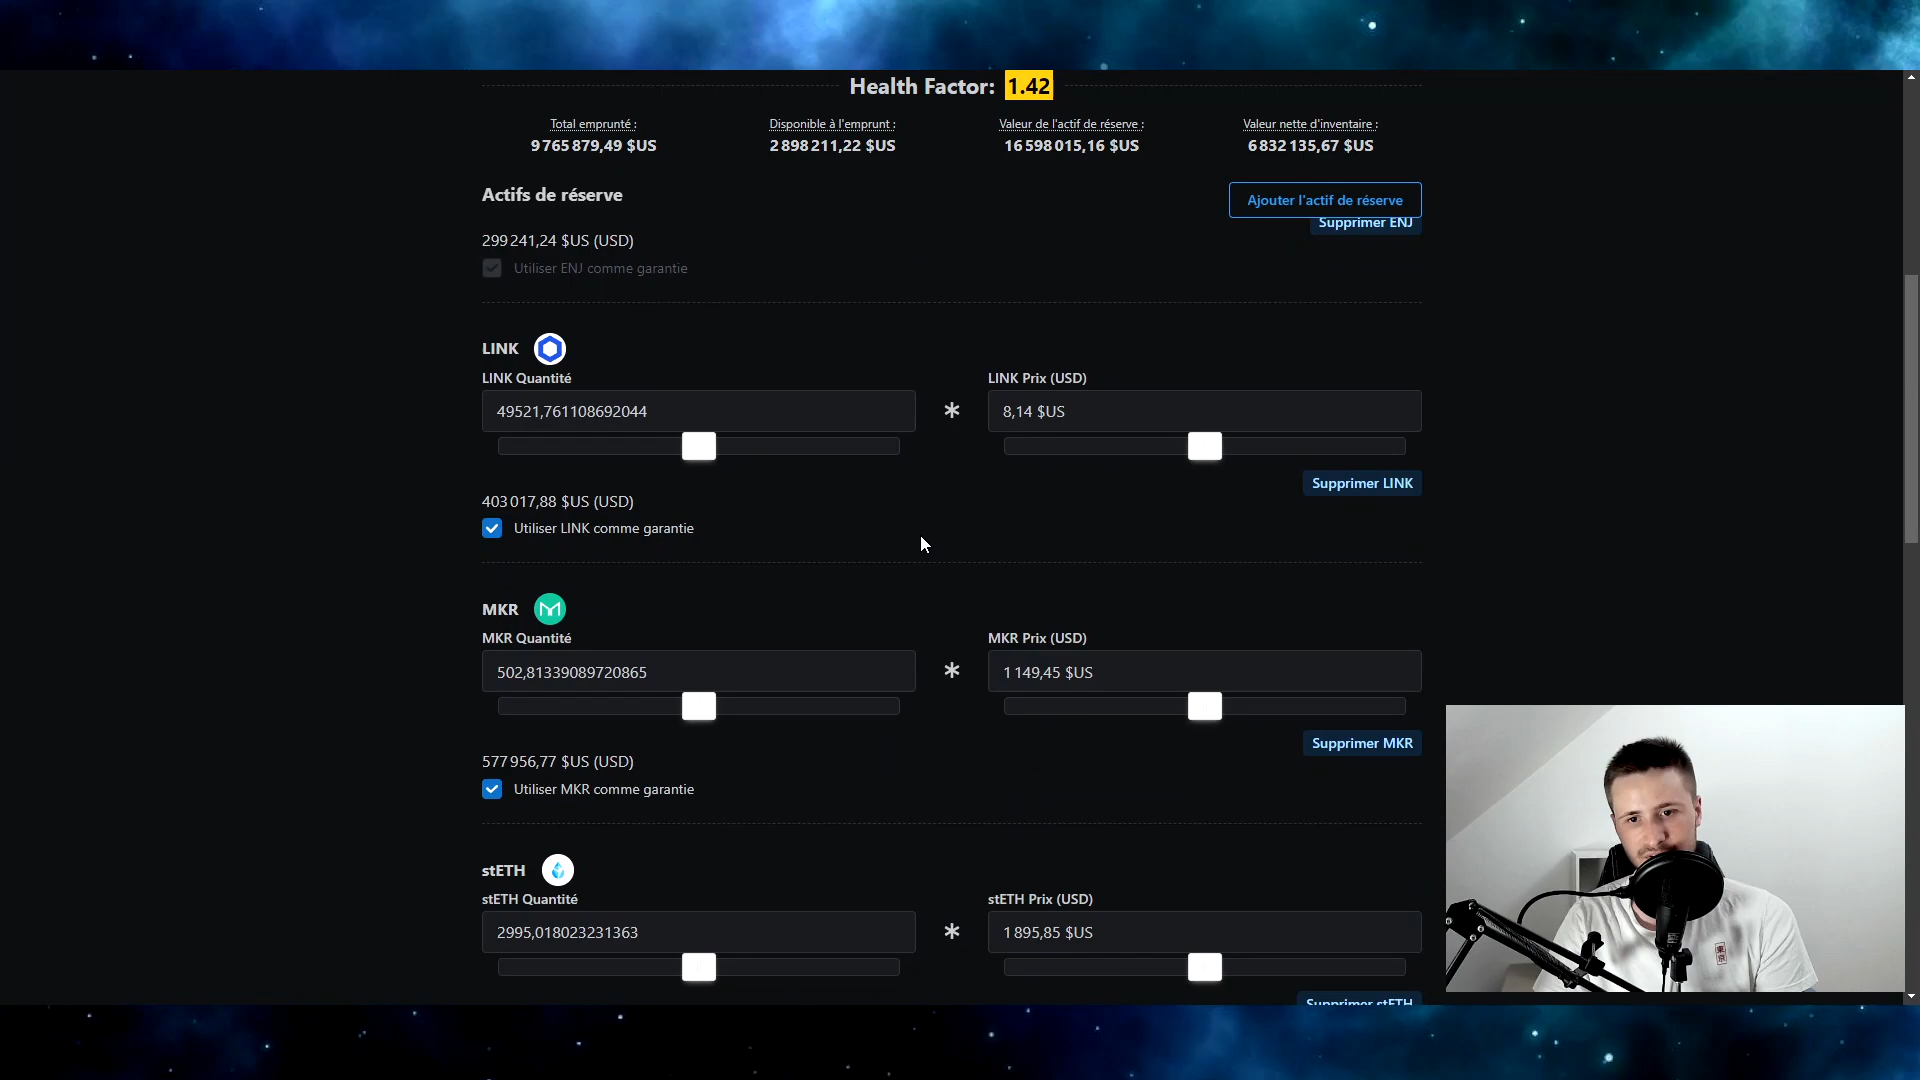 Health Factor: 1.42
Total emprunté : Disponible à l'emprunt : Valeur de l'actif de réserve : Valeur nette d'inventaire :
9 765 879,49 $US 2 898 211,22 $US 16 598 015,16 $US 6 832 135,67 $US
Actifs de réserve
Ajouter l'actif de réserve
Supprimer ENJ
299 241,24 $US (USD)
Utiliser ENJ comme garantie
LINK
LINK Quantité LINK Prix (USD)
49521,761108692044 * 8,14 $US
Supprimer LINK
403 017,88 $US (USD)
Utiliser LINK comme garantie
MKR
MKR Quantité MKR Prix (USD)
502,81339089720865 * 1 149,45 $US
Supprimer MKR
577 956,77 $US (USD)
Utiliser MKR comme garantie
stETH
stETH Quantité stETH Prix (USD)
2995,018023231363 * 1 895,85 $US
Supprimer stETH
東京